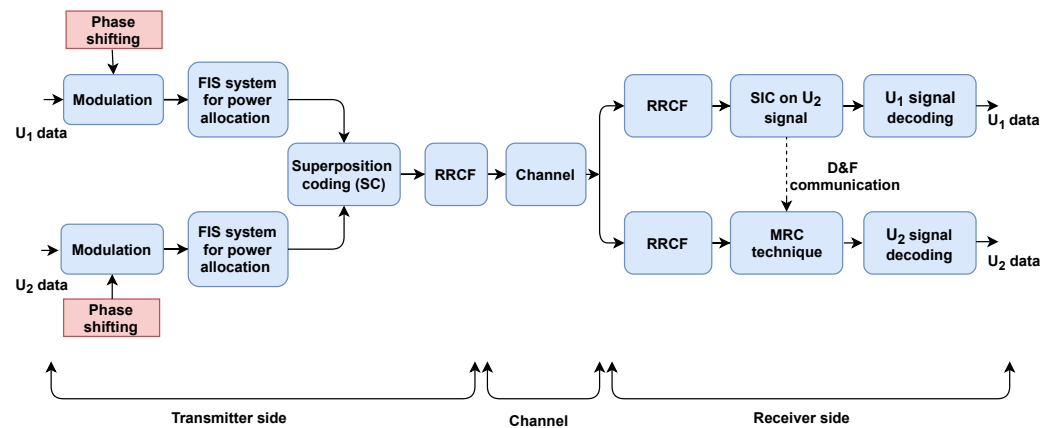 Phase
shifting
Modulation
U₁ data
FIS system
for power
allocation
Superposition
coding (SC)
RRCF
Channel
RRCF
SIC on U₂
signal
U₁ signal
decoding
U₁ data
D&F
communication
Modulation
U₂ data
Phase
shifting
FIS system
for power
allocation
RRCF
MRC
technique
U₂ signal
decoding
U₂ data
Transmitter side
Channel
Receiver side